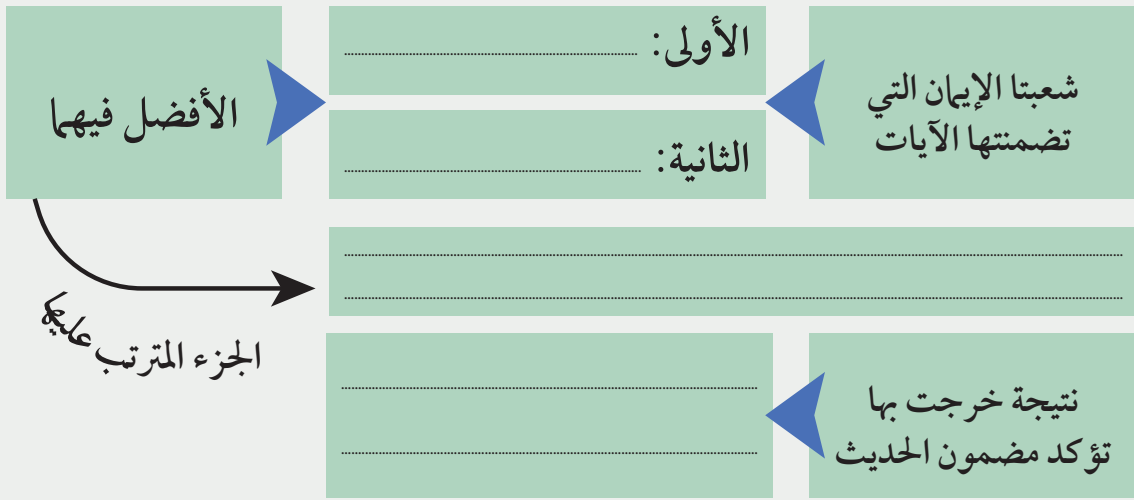 شعبتا الإيمان التي
تضمنتها الآيات
الأولى: ........................
الثانية: ........................
الأفضل فيهما
الجزء المترتب عليها
نتيجة خرجت بها
تؤكد مضمون الحديث